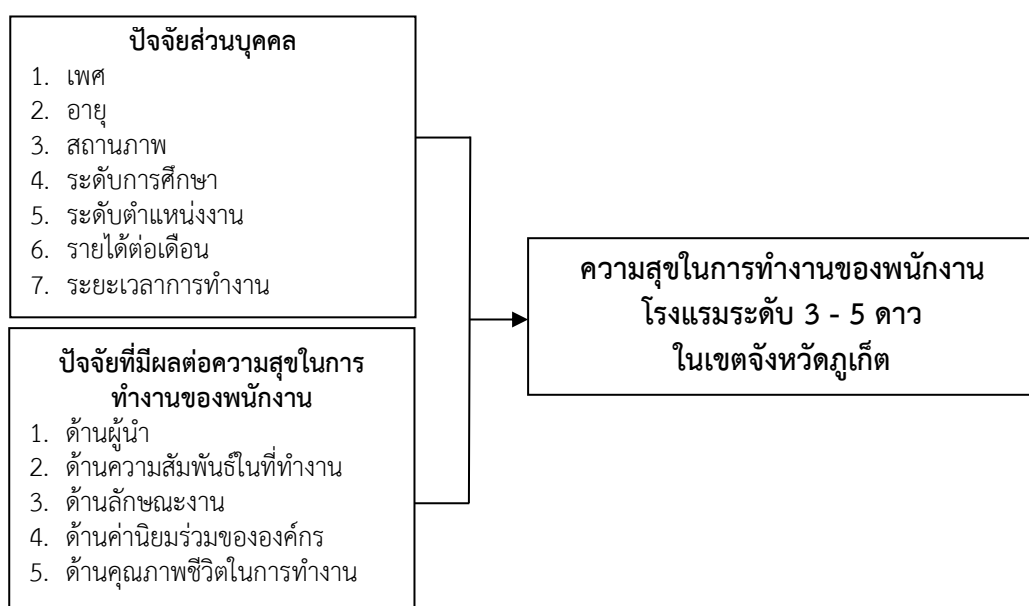 ปัจจัยส่วนบุคคล
1. เพศ
2. อายุ
3. สถานภาพ
4. ระดับการศึกษา
5. ระดับตำแหน่งงาน
6. รายได้ต่อเดือน
7. ระยะเวลาการทำงาน
ปัจจัยที่มีผลต่อความสุขในการ
ทำงานของพนักงาน
1. ด้านผู้นำ
2. ด้านความสัมพันธ์ในที่ทำงาน
3. ด้านลักษณะงาน
4. ด้านค่านิยมร่วมขององค์กร
5. ด้านคุณภาพชีวิตในการทำงาน
ความสุขในการทำงานของพนักงาน
โรงแรมระดับ 3 - 5 ดาว
ในเขตจังหวัดภูเก็ต